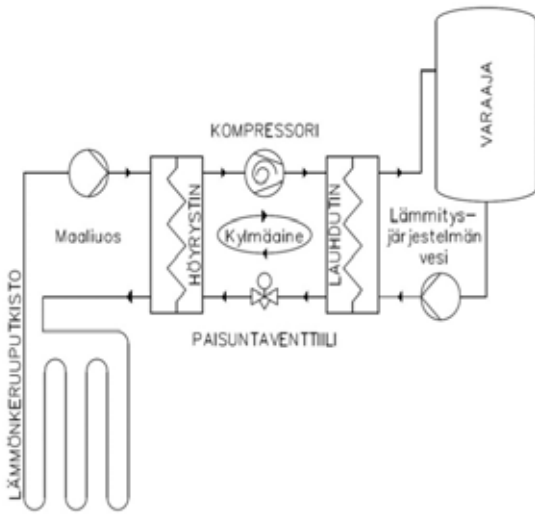 VARAAJA
KOMPRESSORI
Maaliuos
HÖYRYSTIN
Kylmäaine
LAUHDUTIN
Lämmitys-
järjestelmän
vesi
PAISUNTAVENTTIILI
LÄMMÖNKERUUPUTKISTO